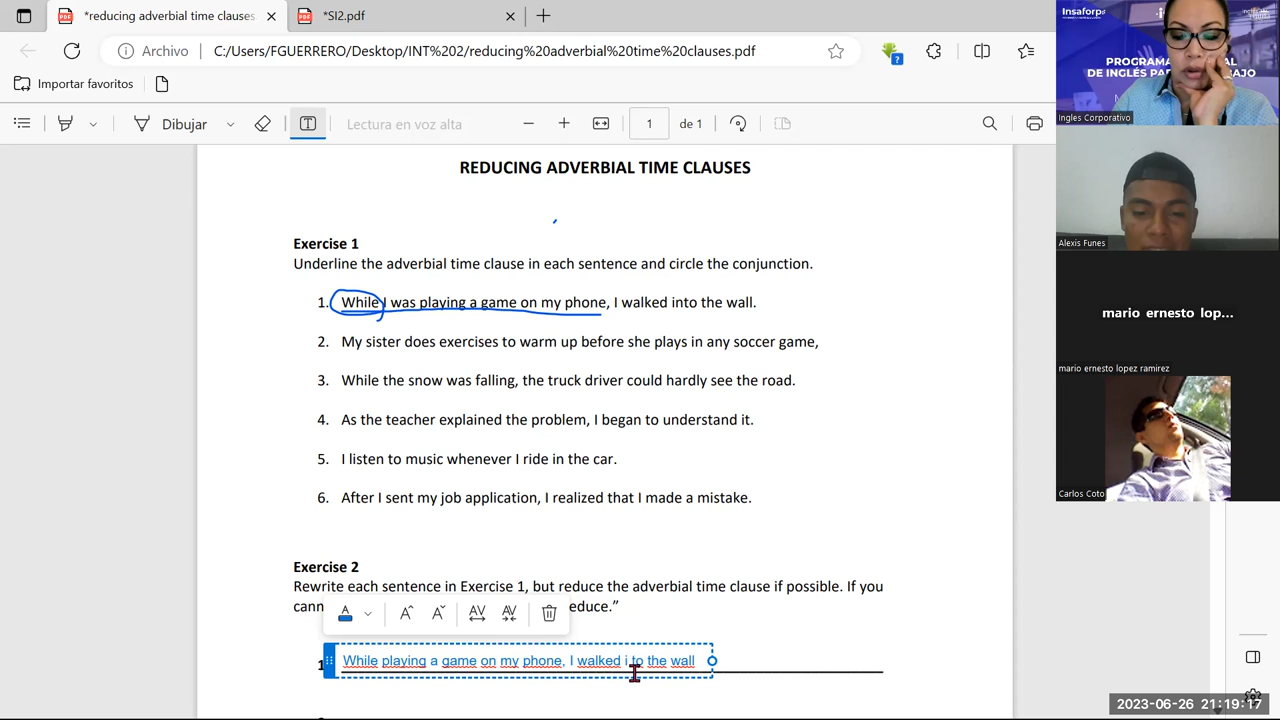 *reducing adverbial time clauses
*SI2.pdf
Archivo
C:/Users/FGUERRERO/Desktop/INT%202/reducing%20adverbial%20time%20clauses.pdf
Importar favoritos
Dibujar
Lectura en voz alta
1
de 1
REDUCING ADVERBIAL TIME CLAUSES
Exercise 1
Underline the adverbial time clause in each sentence and circle the conjunction.
1. While I was playing a game on my phone, I walked into the wall.
2. My sister does exercises to warm up before she plays in any soccer game,
3. While the snow was falling, the truck driver could hardly see the road.
4. As the teacher explained the problem, I began to understand it.
5. I listen to music whenever I ride in the car.
6. After I sent my job application, I realized that I made a mistake.
Exercise 2
Rewrite each sentence in Exercise 1, but reduce the adverbial time clause if possible. If you
While playing a game on my phone, I walked i to the wall
Insaforp
Ingles Corporativo
Alexis Funes
mario ernesto lop...
mario ernesto lopez ramirez
Carlos Coto
2023-06-26 21:19:17